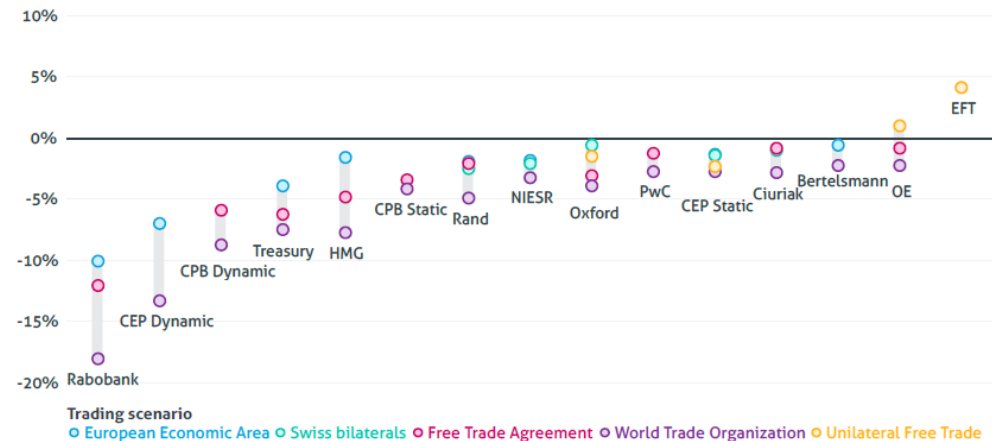 10%
5%
EFT
0%
Bertelsmann
OE
-5%
CPB Static
Rand
NIESR
Oxford
PwC
CEP Static
Ciuriak
Treasury
HMG
-10%
CPB Dynamic
-15%
CEP Dynamic
-20%
Rabobank
Trading scenario
European Economic Area Swiss bilaterals Free Trade Agreement World Trade Organization Unilateral Free Trade